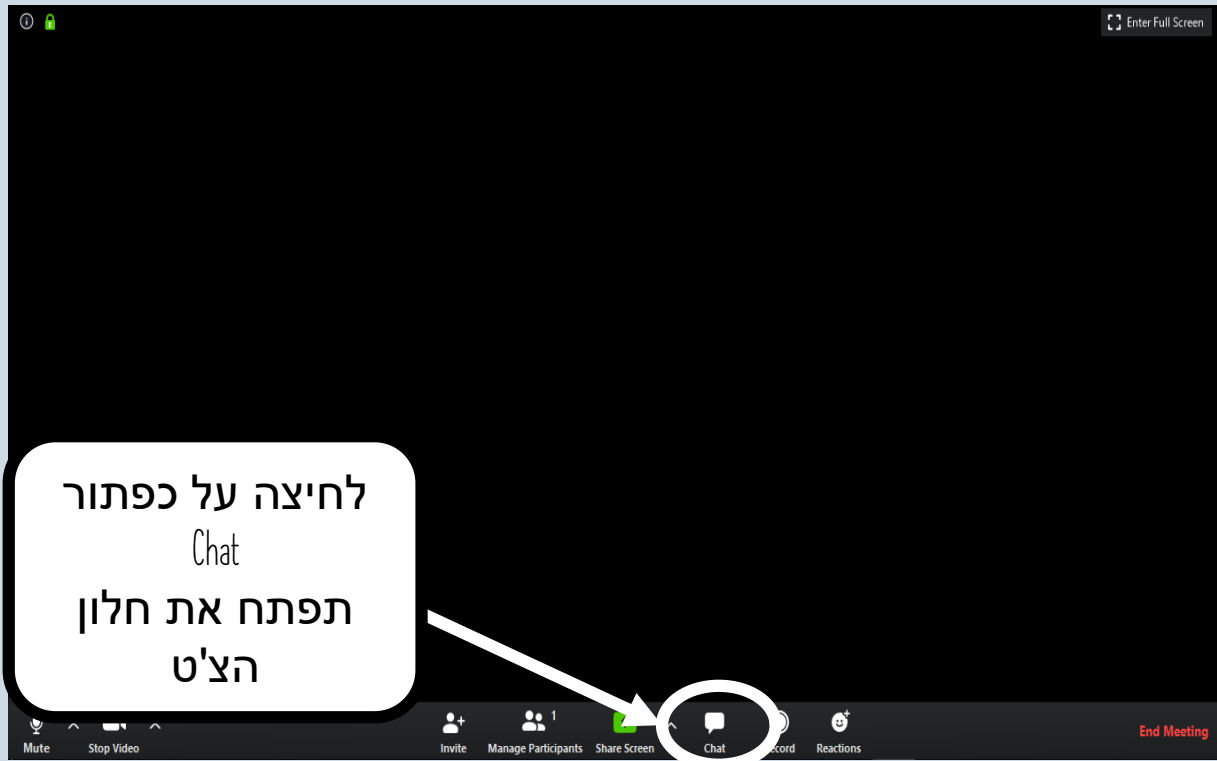 Enter Full Screen
לחיצה על כפתור
Chat
תפתח את חלון
הצ'ט
1
Mute
Stop Video
Invite
Manage Participants
Share Screen
Chat
Reactions
End Meeting